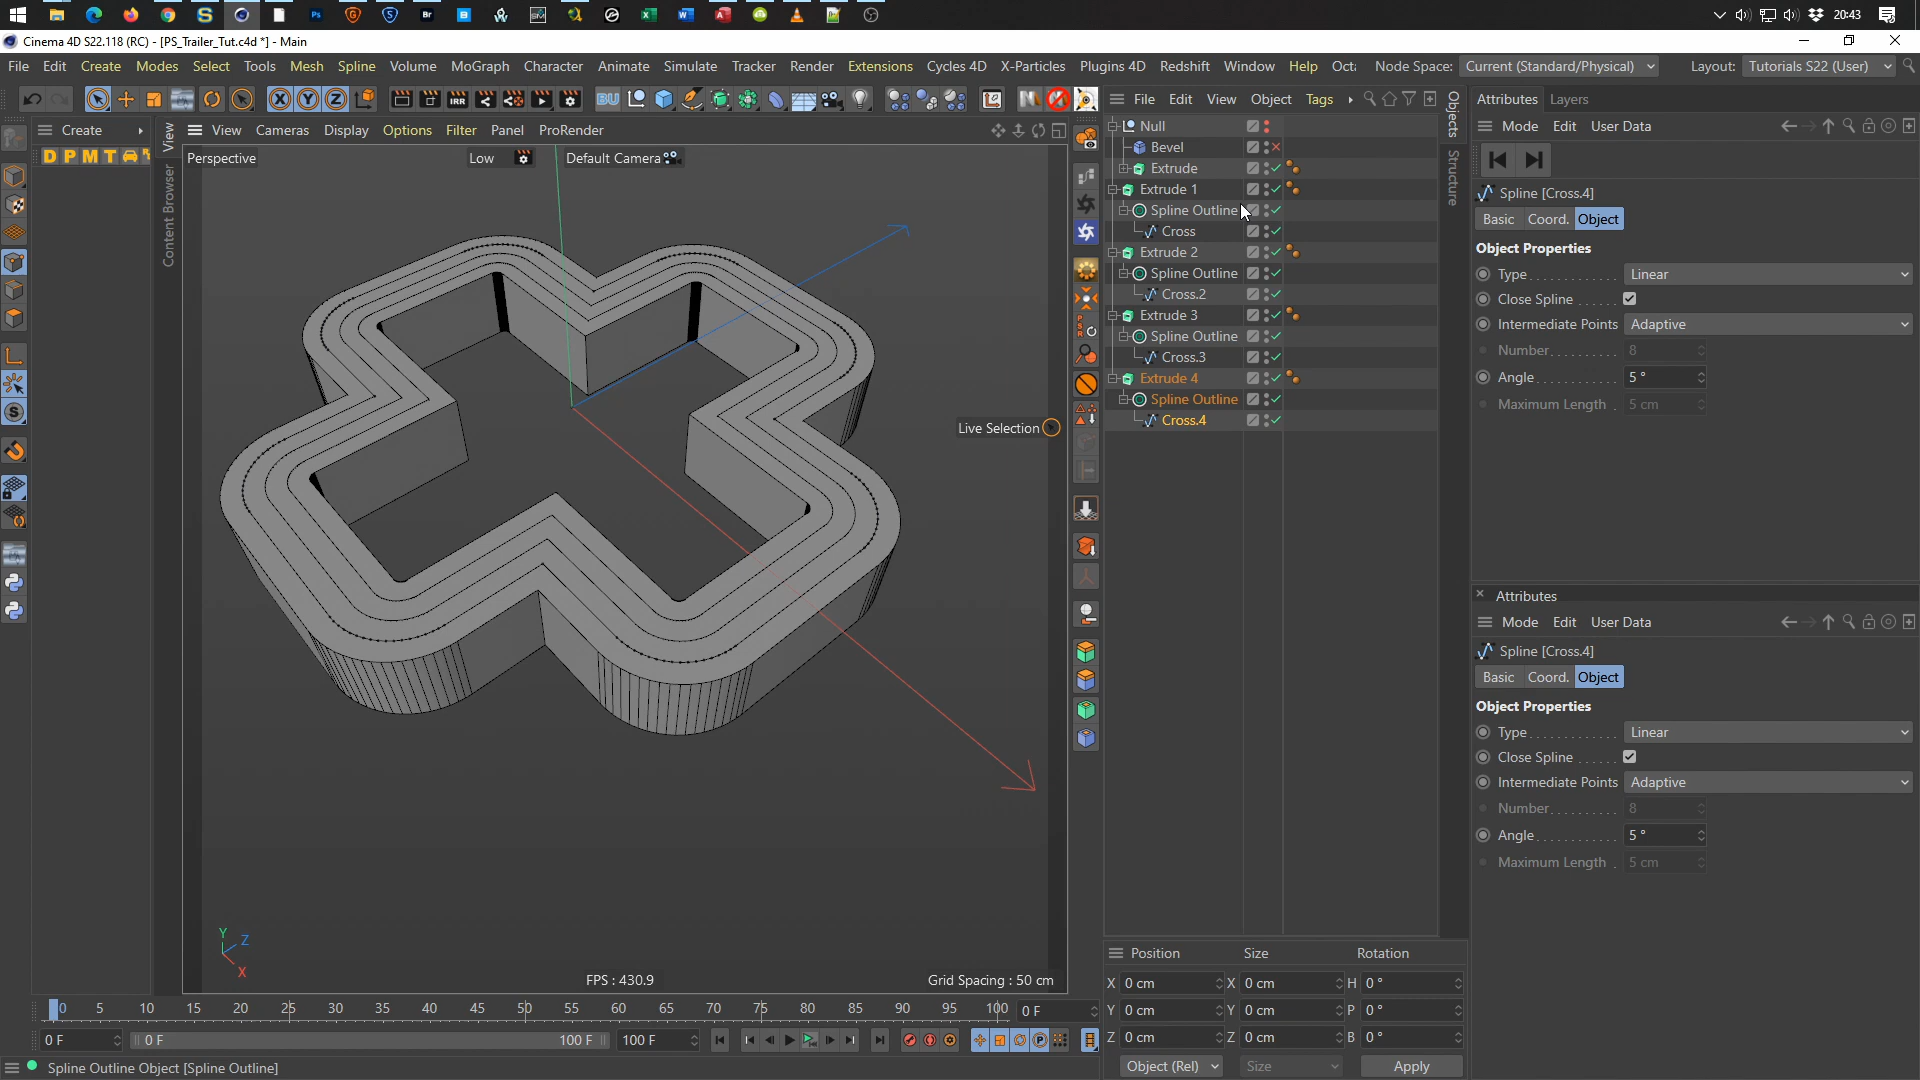 20:43
Cinema 4D S22.118 (RC) - [PS_Trailer_Tut.c4d *] - Main
File Edit Create Modes Select Tools Mesh Spline Volume MoGraph Character Animate Simulate Tracker Render Extensions Cycles 4D X-Particles Plugins 4D Redshift Window Help Octa Node Space: Current (Standard/Physical) Layout: Tutorials S22 (User)
File Edit View Object Tags
Attributes Layers
Create
View Cameras Display Options Filter Panel ProRender
Mode Edit User Data
View
Content Browser
Objects
Structure
D P M T
Perspective
Low
Default Camera
Live Selection
Null
Bevel
Extrude
Extrude 1
Spline Outline
Cross
Extrude 2
Spline Outline
Cross.2
Extrude 3
Spline Outline
Cross.3
Extrude 4
Spline Outline
Cross.4
Spline [Cross.4]
Basic Coord. Object
Object Properties
Type Linear
Close Spline
Intermediate Points Adaptive
Number 8
Angle 5 °
Maximum Length 5 cm
Attributes
Mode Edit User Data
Spline [Cross.4]
Basic Coord. Object
Object Properties
Type Linear
Close Spline
Intermediate Points Adaptive
Number 8
Angle 5 °
Maximum Length 5 cm
Y
Z
X
FPS : 430.9
Grid Spacing : 50 cm
0 5 10 15 20 25 30 35 40 45 50 55 60 65 70 75 80 85 90 95 100 0 F
0 F 0 F 100 F 100 F
Position Size Rotation
X 0 cm X 0 cm H 0 °
Y 0 cm Y 0 cm P 0 °
Z 0 cm Z 0 cm B 0 °
Object (Rel) Size Apply
Spline Outline Object [Spline Outline]